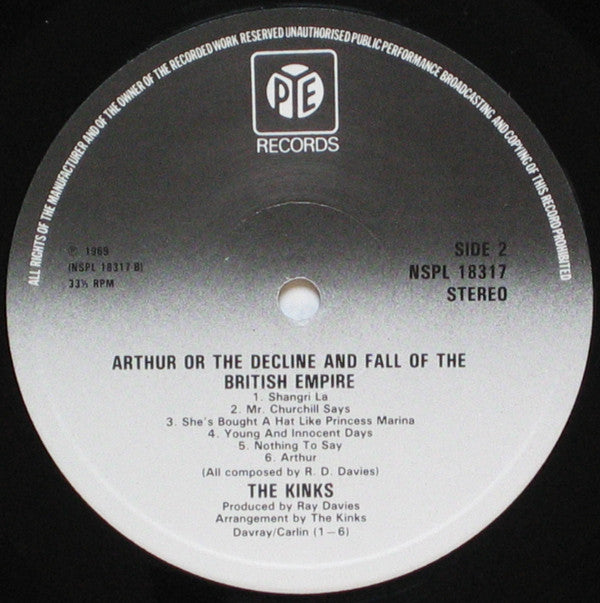 ALL RIGHTS OF THE MANUFACTURER AND OF THE OWNER OF THE RECORDED WORK RESERVED UNAUTHORISED PUBLIC PERFORMANCE BROADCASTING AND COPYING OF THIS RECORD PROHIBITED
PYE
RECORDS
℗ 1969
(NSPL 18317 B)
33⅓ RPM
SIDE 2
NSPL 18317
STEREO
ARTHUR OR THE DECLINE AND FALL OF THE
BRITISH EMPIRE
1. Shangri La
2. Mr. Churchill Says
3. She's Bought A Hat Like Princess Marina
4. Young And Innocent Days
5. Nothing To Say
6. Arthur
(All composed by R. D. Davies)
THE KINKS
Produced by Ray Davies
Arrangement by The Kinks
Davray/Carlin (1–6)